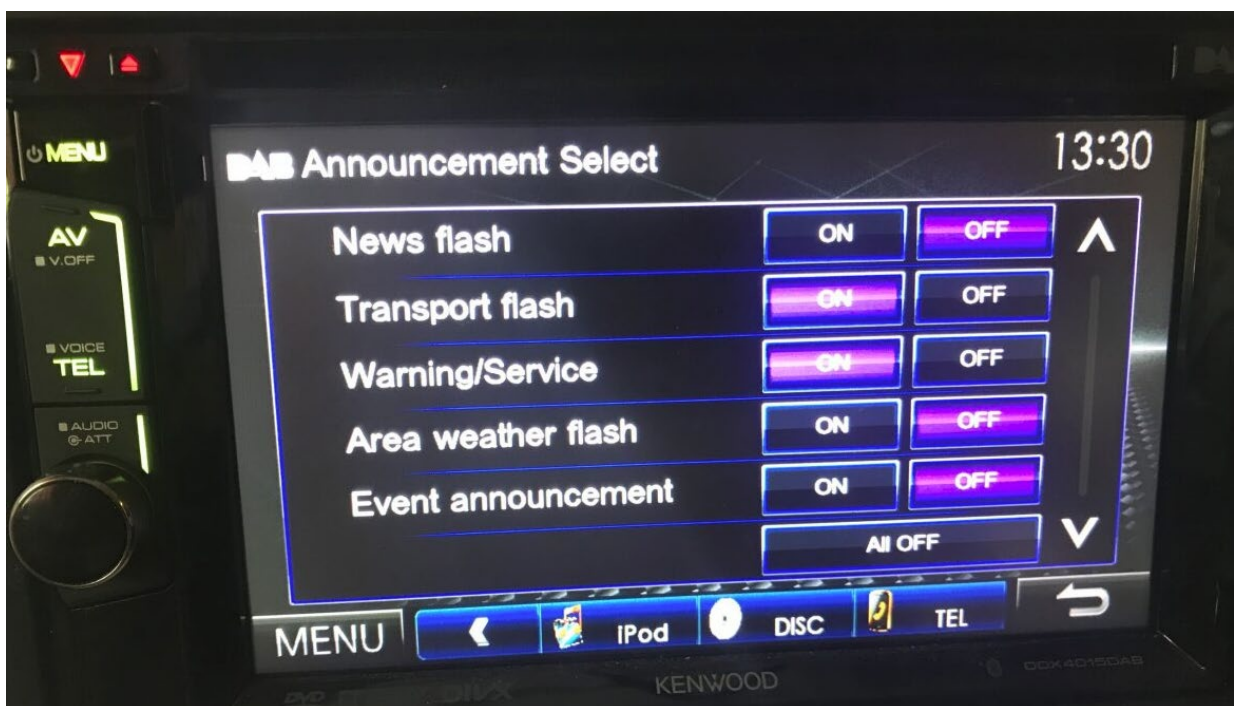 MENU
AV
V.OFF
VOICE
TEL
AUDIO
ATT
DAB Announcement Select 13:30
News flash ON OFF
Transport flash ON OFF
Warning/Service ON OFF
Area weather flash ON OFF
Event announcement ON OFF
All OFF
MENU iPod DISC TEL
KENWOOD DDX4015DAB
DVD DIVX